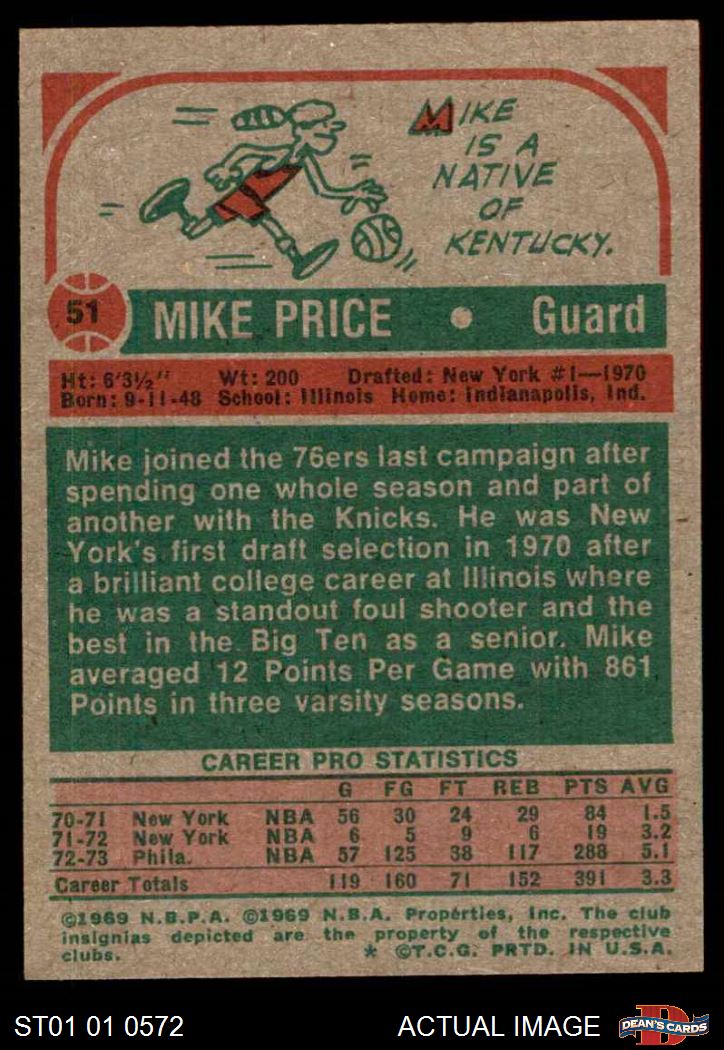 MIKE
IS A
NATIVE
OF
KENTUCKY.
51
MIKE PRICE • Guard
Ht: 6'3½" Wt: 200 Drafted: New York #1—1970
Born: 9-11-48 School: Illinois Home: Indianapolis, Ind.
Mike joined the 76ers last campaign after
spending one whole season and part of
another with the Knicks. He was New
York's first draft selection in 1970 after
a brilliant college career at Illinois where
he was a standout foul shooter and the
best in the Big Ten as a senior. Mike
averaged 12 Points Per Game with 861
Points in three varsity seasons.
CAREER PRO STATISTICS
G FG FT REB PTS AVG
70-71 New York NBA 56 30 24 29 84 1.5
71-72 New York NBA 6 5 9 6 19 3.2
72-73 Phila. NBA 57 125 38 117 288 5.1
Career Totals 119 160 71 152 391 3.3
©1969 N.B.P.A. ©1969 N.B.A. Properties, Inc. The club
insignias depicted are the property of the respective
clubs. * ©T.C.G. PRTD. IN U.S.A.
ST01 01 0572 ACTUAL IMAGE
DEAN'S CARDS